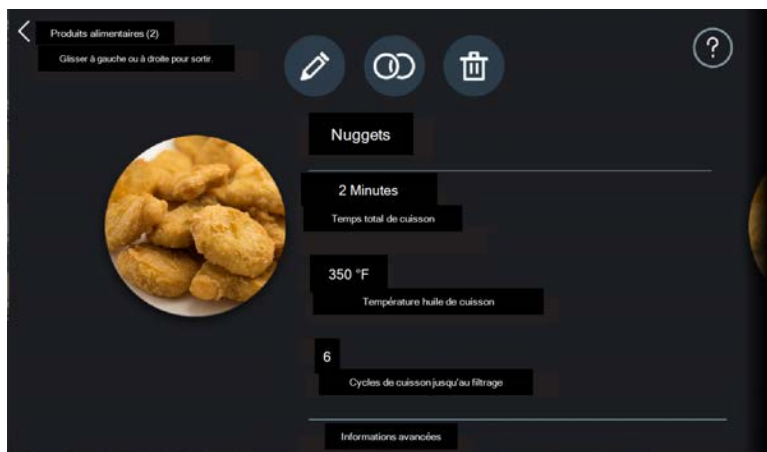 Produits alimentaires (2)
Glisser à gauche ou à droite pour sortir.
?
Nuggets
2 Minutes
Temps total de cuisson
350 °F
Température huile de cuisson
6
Cycles de cuisson jusqu'au filtrage
Informations avancées